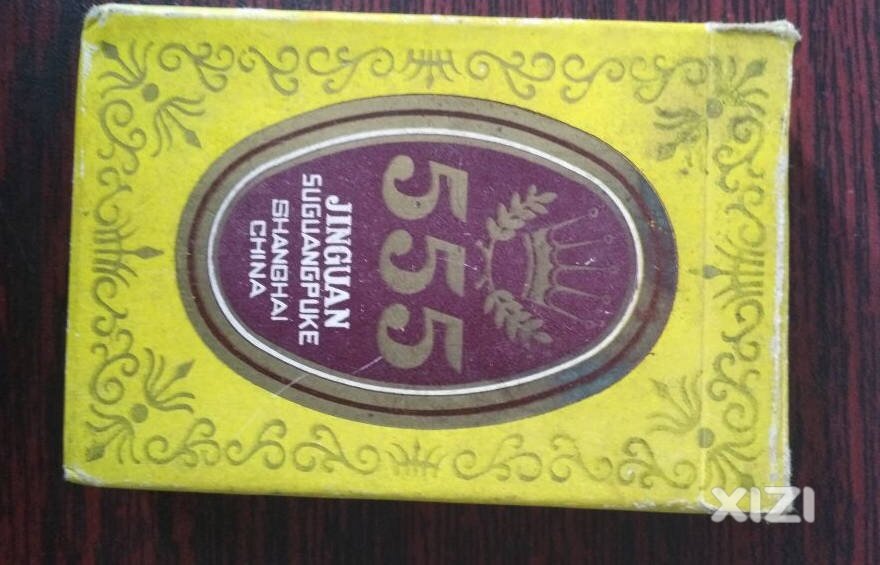 555
JINGUAN
SUGUANGPUKE
SHANGHAI
CHINA
XIZI